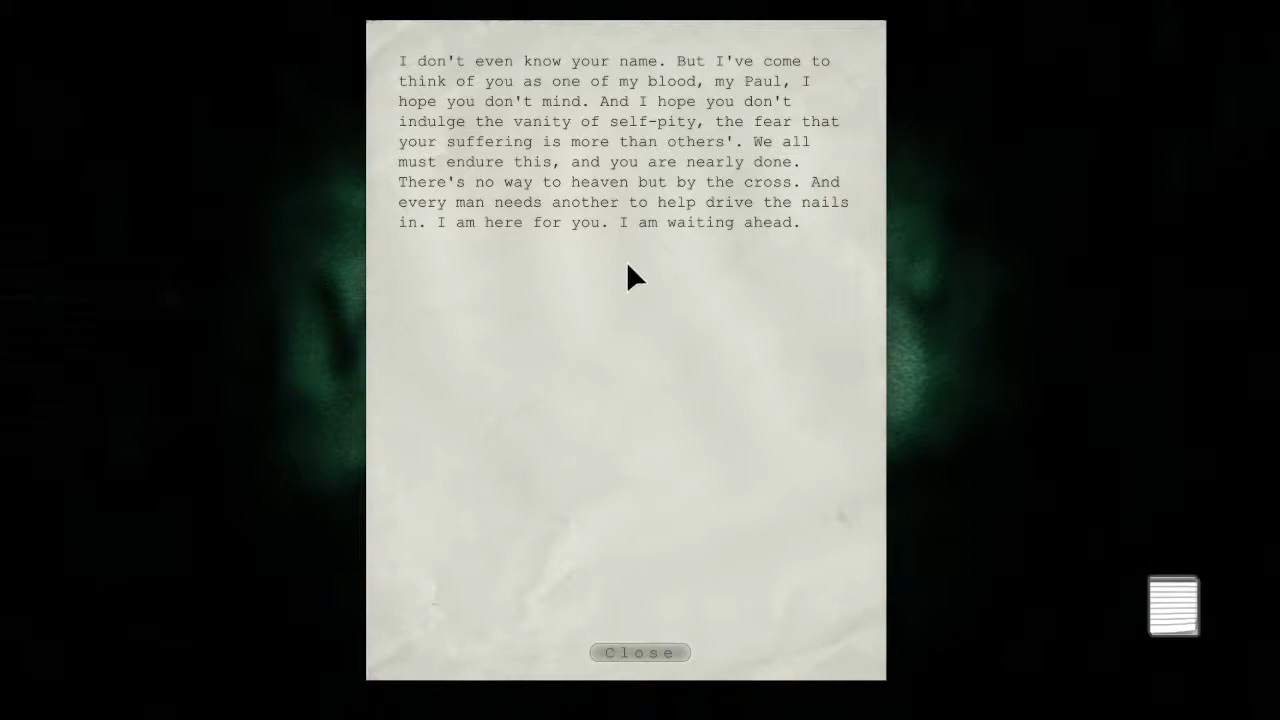 I don't even know your name. But I've come to
think of you as one of my blood, my Paul, I
hope you don't mind. And I hope you don't
indulge the vanity of self-pity, the fear that
your suffering is more than others'. We all
must endure this, and you are nearly done.
There's no way to heaven but by the cross. And
every man needs another to help drive the nails
in. I am here for you. I am waiting ahead.
Close